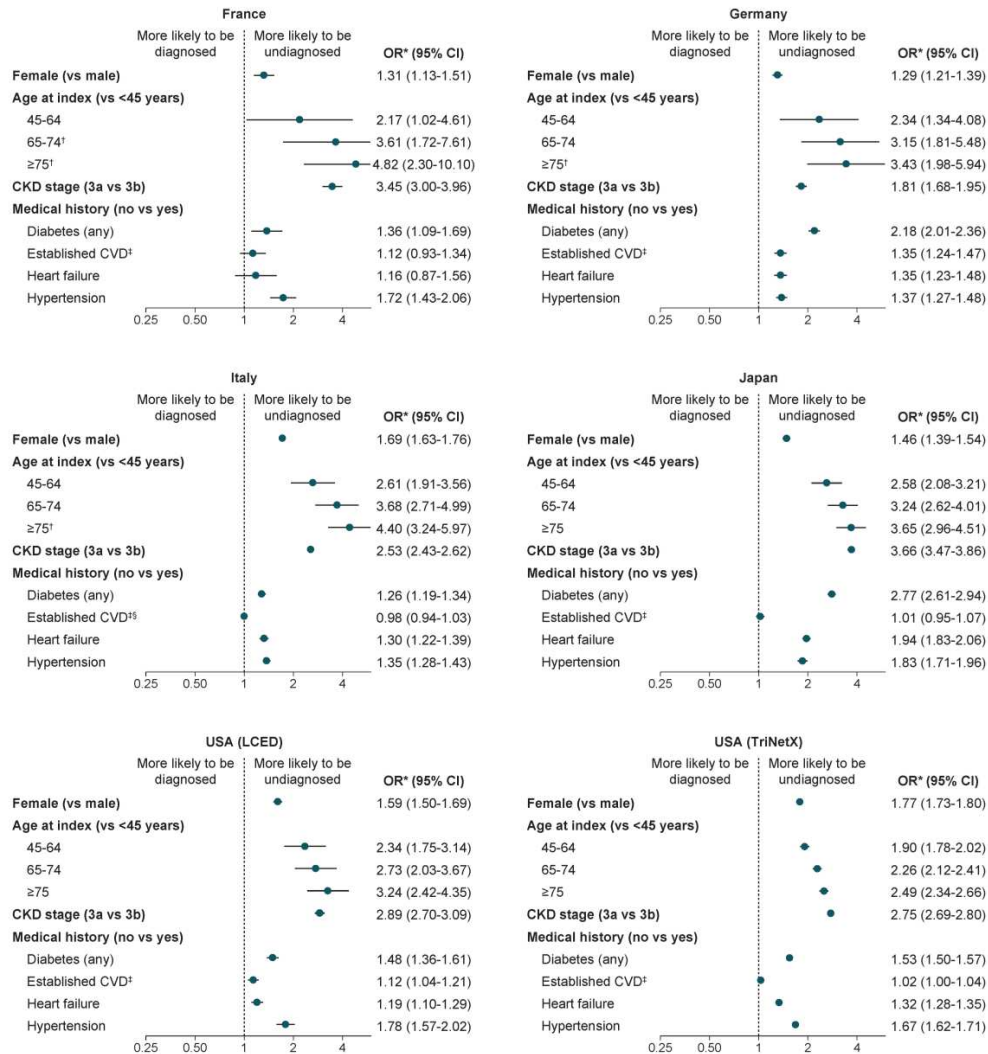 France
More likely to be diagnosed
More likely to be undiagnosed
OR* (95% CI)
Female (vs male) 1.31 (1.13-1.51)
Age at index (vs <45 years)
45-64 2.17 (1.02-4.61)
65-74† 3.61 (1.72-7.61)
≥75† 4.82 (2.30-10.10)
CKD stage (3a vs 3b) 3.45 (3.00-3.96)
Medical history (no vs yes)
Diabetes (any) 1.36 (1.09-1.69)
Established CVD‡ 1.12 (0.93-1.34)
Heart failure 1.16 (0.87-1.56)
Hypertension 1.72 (1.43-2.06)
0.25 0.50 1 2 4
Germany
More likely to be diagnosed
More likely to be undiagnosed
OR* (95% CI)
Female (vs male) 1.29 (1.21-1.39)
Age at index (vs <45 years)
45-64 2.34 (1.34-4.08)
65-74† 3.15 (1.81-5.48)
≥75† 3.43 (1.98-5.94)
CKD stage (3a vs 3b) 1.81 (1.68-1.95)
Medical history (no vs yes)
Diabetes (any) 2.18 (2.01-2.36)
Established CVD‡ 1.35 (1.24-1.47)
Heart failure 1.35 (1.23-1.48)
Hypertension 1.37 (1.27-1.48)
0.25 0.50 1 2 4
Italy
More likely to be diagnosed
More likely to be undiagnosed
OR* (95% CI)
Female (vs male) 1.69 (1.63-1.76)
Age at index (vs <45 years)
45-64 2.61 (1.91-3.56)
65-74 3.68 (2.71-4.99)
≥75† 4.40 (3.24-5.97)
CKD stage (3a vs 3b) 2.53 (2.43-2.62)
Medical history (no vs yes)
Diabetes (any) 1.26 (1.19-1.34)
Established CVD‡§ 0.98 (0.94-1.03)
Heart failure 1.30 (1.22-1.39)
Hypertension 1.35 (1.28-1.43)
0.25 0.50 1 2 4
Japan
More likely to be diagnosed
More likely to be undiagnosed
OR* (95% CI)
Female (vs male) 1.46 (1.39-1.54)
Age at index (vs <45 years)
45-64 2.58 (2.08-3.21)
65-74 3.24 (2.62-4.01)
≥75 3.65 (2.96-4.51)
CKD stage (3a vs 3b) 3.66 (3.47-3.86)
Medical history (no vs yes)
Diabetes (any) 2.77 (2.61-2.94)
Established CVD‡ 1.01 (0.95-1.07)
Heart failure 1.94 (1.83-2.06)
Hypertension 1.83 (1.71-1.96)
0.25 0.50 1 2 4
USA (LCED)
More likely to be diagnosed
More likely to be undiagnosed
OR* (95% CI)
Female (vs male) 1.59 (1.50-1.69)
Age at index (vs <45 years)
45-64 2.34 (1.75-3.14)
65-74 2.73 (2.03-3.67)
≥75 3.24 (2.42-4.35)
CKD stage (3a vs 3b) 2.89 (2.70-3.09)
Medical history (no vs yes)
Diabetes (any) 1.48 (1.36-1.61)
Established CVD‡ 1.12 (1.04-1.21)
Heart failure 1.19 (1.10-1.29)
Hypertension 1.78 (1.57-2.02)
0.25 0.50 1 2 4
USA (TriNetX)
More likely to be diagnosed
More likely to be undiagnosed
OR* (95% CI)
Female (vs male) 1.77 (1.73-1.80)
Age at index (vs <45 years)
45-64 1.90 (1.78-2.02)
65-74 2.26 (2.12-2.41)
≥75 2.49 (2.34-2.66)
CKD stage (3a vs 3b) 2.75 (2.69-2.80)
Medical history (no vs yes)
Diabetes (any) 1.53 (1.50-1.57)
Established CVD‡ 1.02 (1.00-1.04)
Heart failure 1.32 (1.28-1.35)
Hypertension 1.67 (1.62-1.71)
0.25 0.50 1 2 4